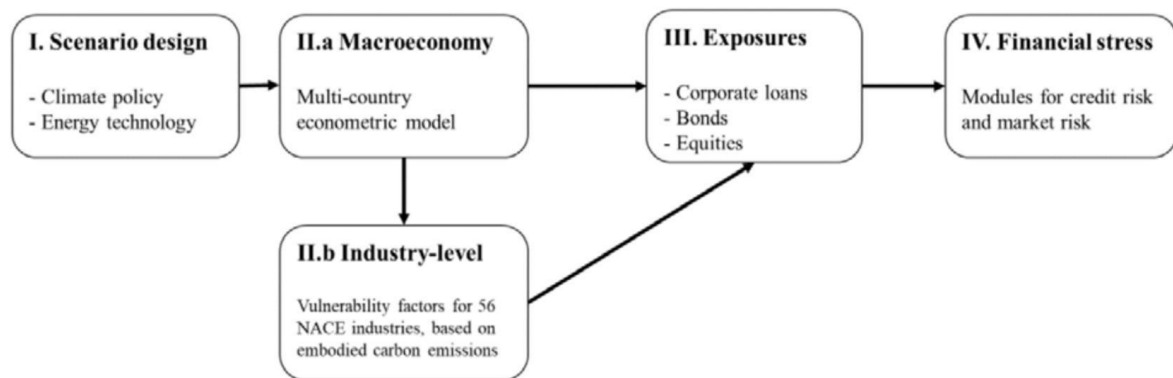 I. Scenario design
- Climate policy
- Energy technology
II.a Macroeconomy
Multi-country
econometric model
II.b Industry-level
Vulnerability factors for 56
NACE industries, based on
embodied carbon emissions
III. Exposures
- Corporate loans
- Bonds
- Equities
IV. Financial stress
Modules for credit risk
and market risk